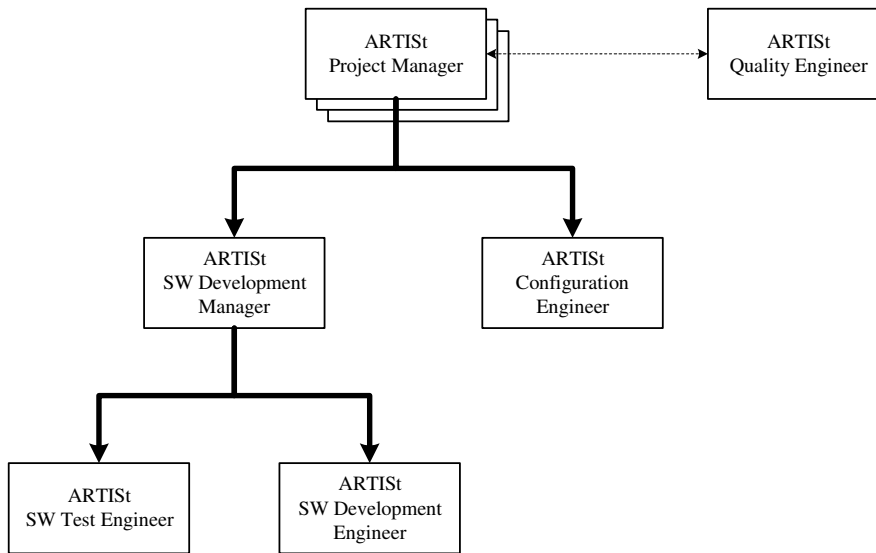 ARTISt
Project Manager
ARTISt
Quality Engineer
ARTISt
SW Development
Manager
ARTISt
Configuration
Engineer
ARTISt
SW Test Engineer
ARTISt
SW Development
Engineer